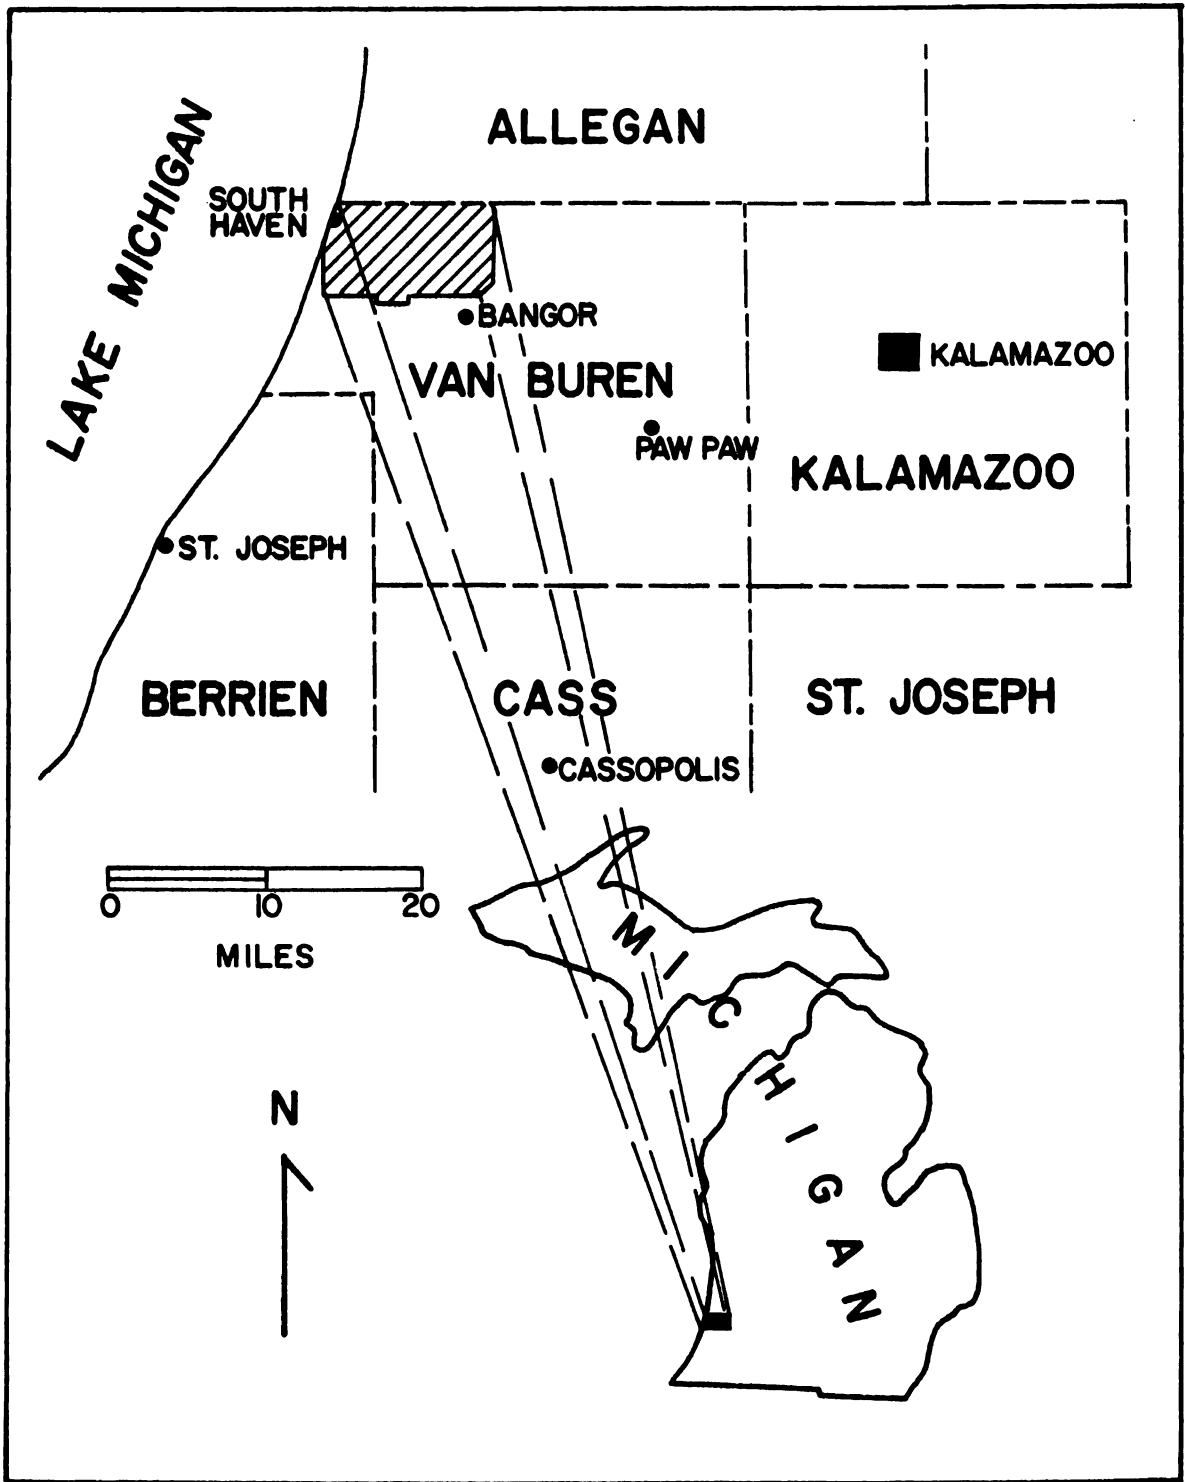 ALLEGAN
LAKE MICHIGAN
SOUTH
HAVEN
BANGOR
VAN BUREN
KALAMAZOO
PAW PAW
KALAMAZOO
ST. JOSEPH
BERRIEN
CASS
ST. JOSEPH
CASSOPOLIS
0 10 20
MILES
MICHIGAN
N